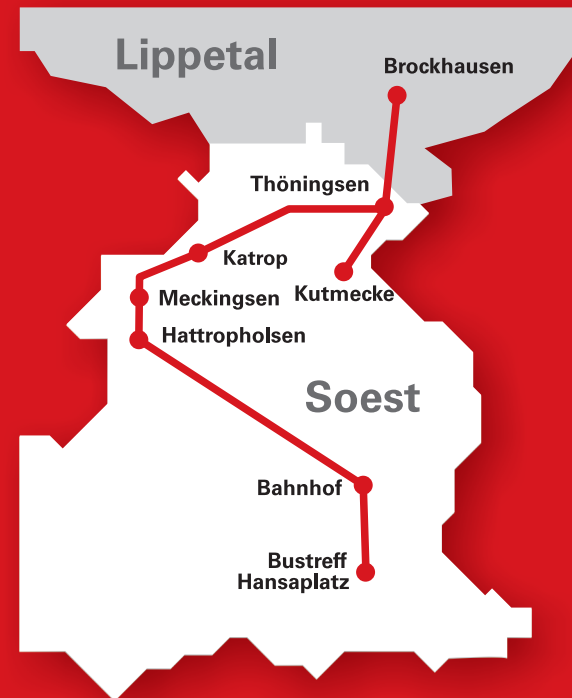 Lippetal
Brockhausen
Thöningsen
Katrop
Meckingsen
Kutmecke
Hattropholsen
Soest
Bahnhof
Bustreff
Hansaplatz